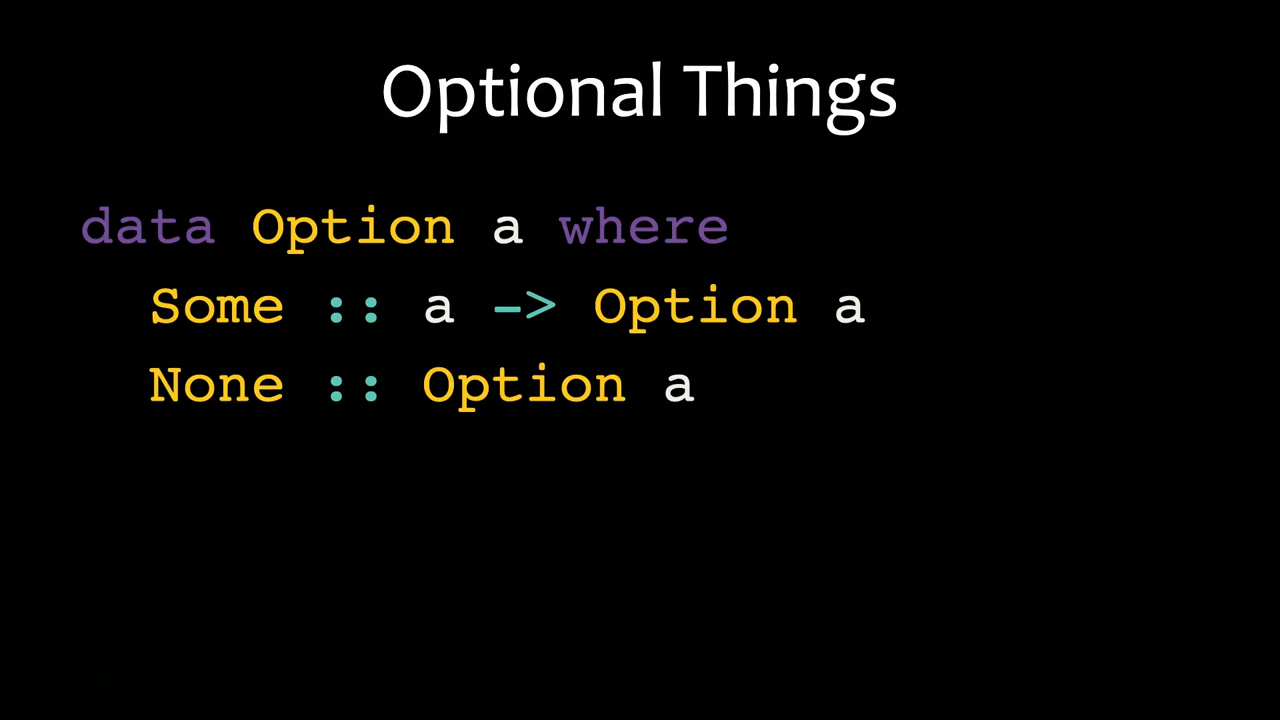 Optional Things
data Option a where
  Some :: a -> Option a
  None :: Option a